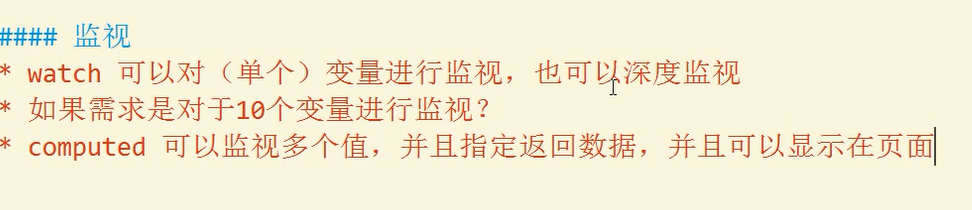 #### 监视
* watch 可以对（单个）变量进行监视，也可以深度监视
* 如果需求是对于10个变量进行监视？
* computed 可以监视多个值，并且指定返回数据，并且可以显示在页面